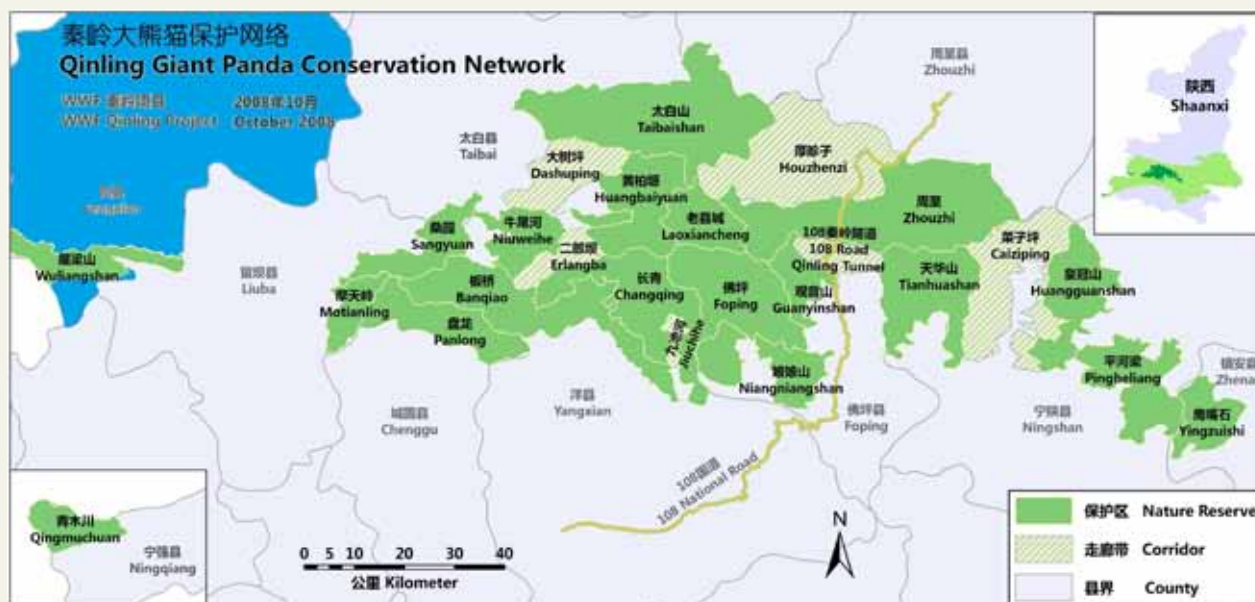 秦岭大熊猫保护网络
Qinling Giant Panda Conservation Network
WWF 秦岭项目 2008年10月
WWF Qinling Project October 2008
周至县
Zhouzhi
陕西
Shaanxi
太白县
Taibai
太白山
Taibaishan
大树坪
Dashuping
厚畛子
Houzhenzi
黄柏塬
Huangbaiyuan
周至
Zhouzhi
桑园
Sangyuan
牛尾河
Niuweihe
老县城
Laoxiancheng
108秦岭隧道
108 Road
Qinling Tunnel
菜子坪
Caiziping
二郎坝
Erlangba
天华山
Tianhuashan
皇冠山
Huangguanshan
Wuliangshan
留坝县
Liuba
板桥
Banqiao
长青
Changqing
佛坪
Foping
观音山
Guanyinshan
摩天岭
Motianling
盘龙
Panlong
九池河
Jiuchihe
娘娘山
Niangniangshan
平河梁
Pingheliang
镇安县
Zhena
鹰嘴石
Yingzuishi
城固县
Chenggu
洋县
Yangxian
佛坪县
Foping
宁陕县
Ningshan
108国道
108 National Road
青木川
Qingmuchuan
宁强县
Ningqiang
0 5 10 20 30 40
公里 Kilometer
N
保护区 Nature Reserve
走廊带 Corridor
县界 County